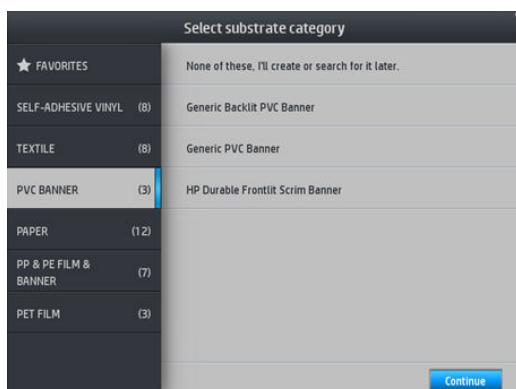 Select substrate category
FAVORITES
SELF-ADHESIVE VINYL (8)
TEXTILE (8)
PVC BANNER (3)
PAPER (12)
PP & PE FILM &
BANNER (7)
PET FILM (3)
None of these, I'll create or search for it later.
Generic Backlit PVC Banner
Generic PVC Banner
HP Durable Frontlit Scrim Banner
Continue